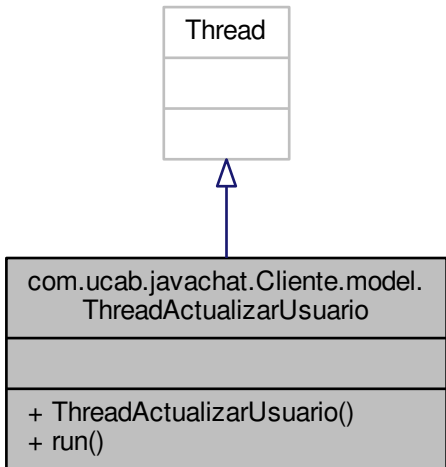 Thread
com.ucab.javachat.Cliente.model.
ThreadActualizarUsuario
+ ThreadActualizarUsuario()
+ run()